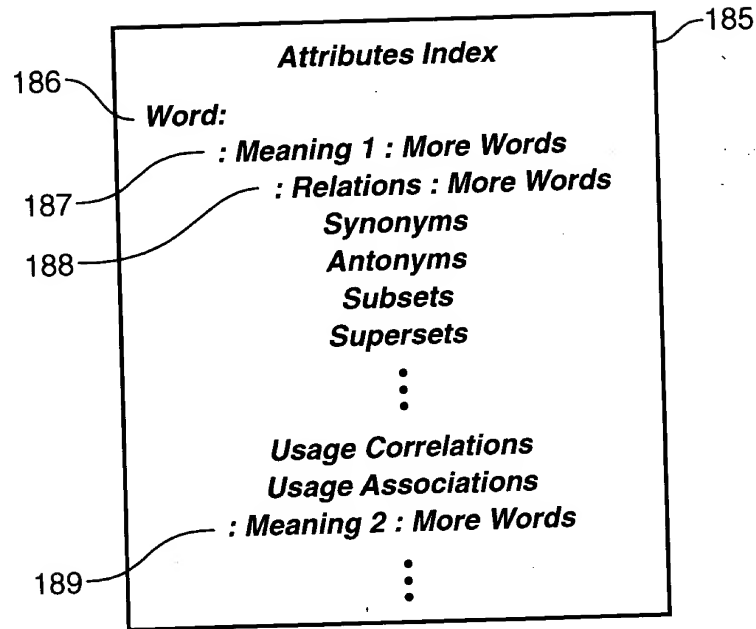 185
Attributes Index
186
Word:
: Meaning 1 : More Words
187
: Relations : More Words
188
Synonyms
Antonyms
Subsets
Supersets
Usage Correlations
Usage Associations
: Meaning 2 : More Words
189